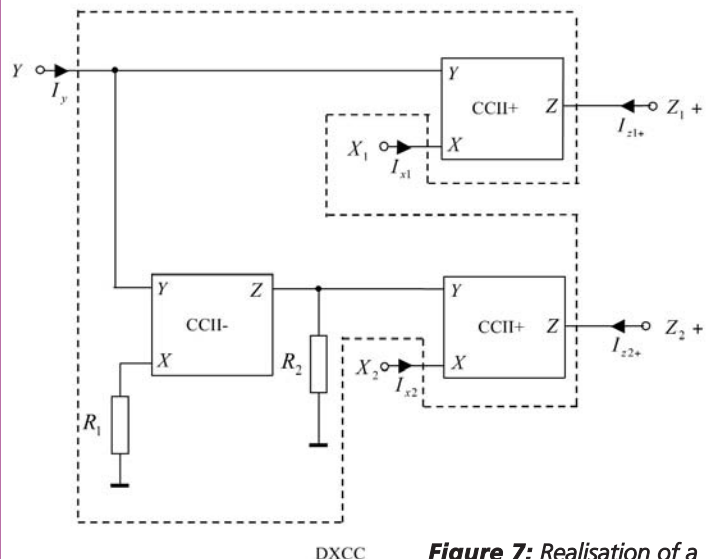 Y
I_y
Y
CCII+
Z
X
X_1
I_x1
I_z1+
Z_1 +
Y
Z
CCII-
X
R_1
R_2
Y
CCII+
Z
X
X_2
I_x2
I_z2+
Z_2 +
DXCC
Figure 7: Realisation of a